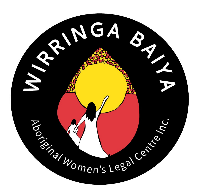 WIRRINGA BAIYA
Aboriginal Women's Legal Centre Inc.